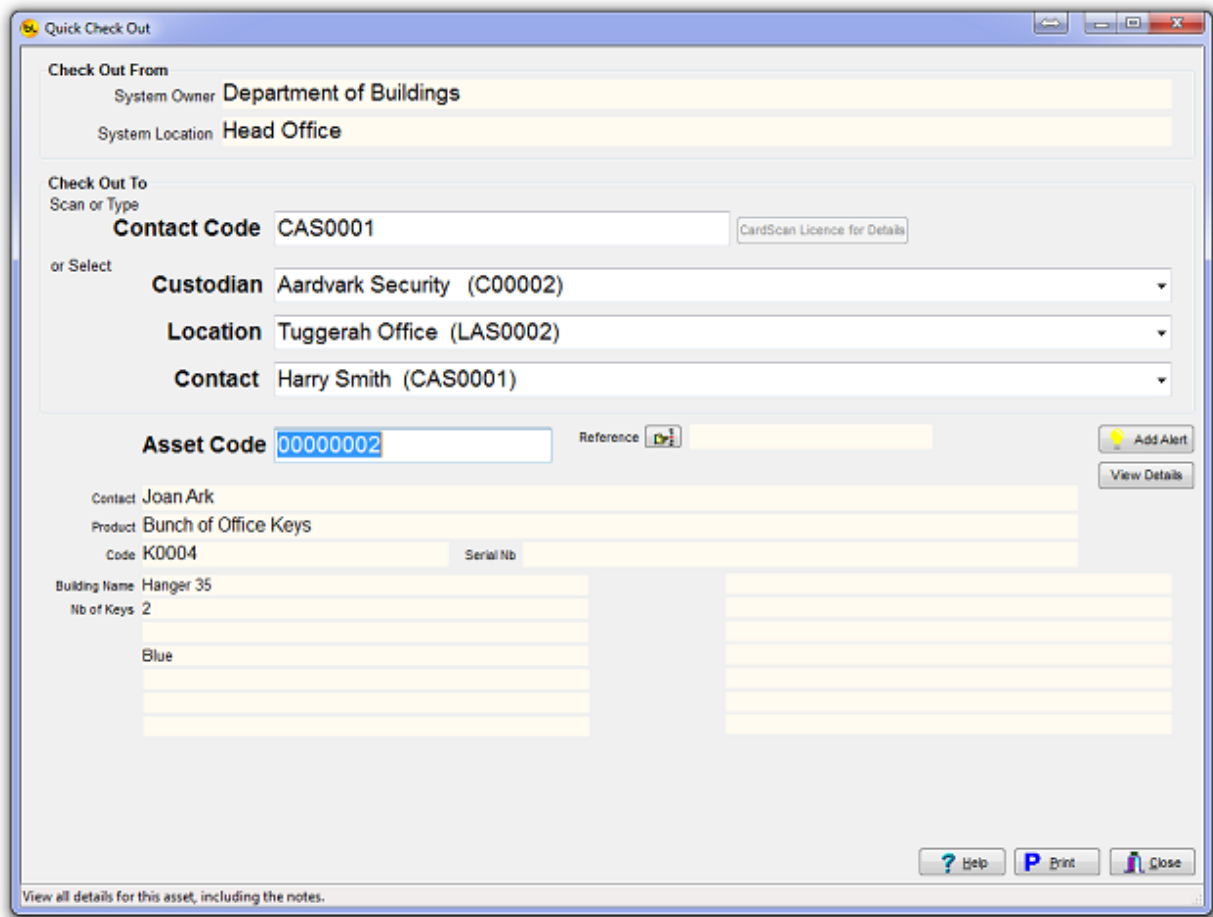 Quick Check Out
Check Out From
System Owner Department of Buildings
System Location Head Office
Check Out To
Scan or Type
Contact Code CAS0001 CardScan Licence for Details
or Select
Custodian Aardvark Security (C00002)
Location Tuggerah Office (LAS0002)
Contact Harry Smith (CAS0001)
Asset Code 00000002 Reference Add Alert
View Details
Contact Joan Ark
Product Bunch of Office Keys
Code K0004 Serial Nb
Building Name Hanger 35
Nb of Keys 2
Blue
? Help P Print Close
View all details for this asset, including the notes.